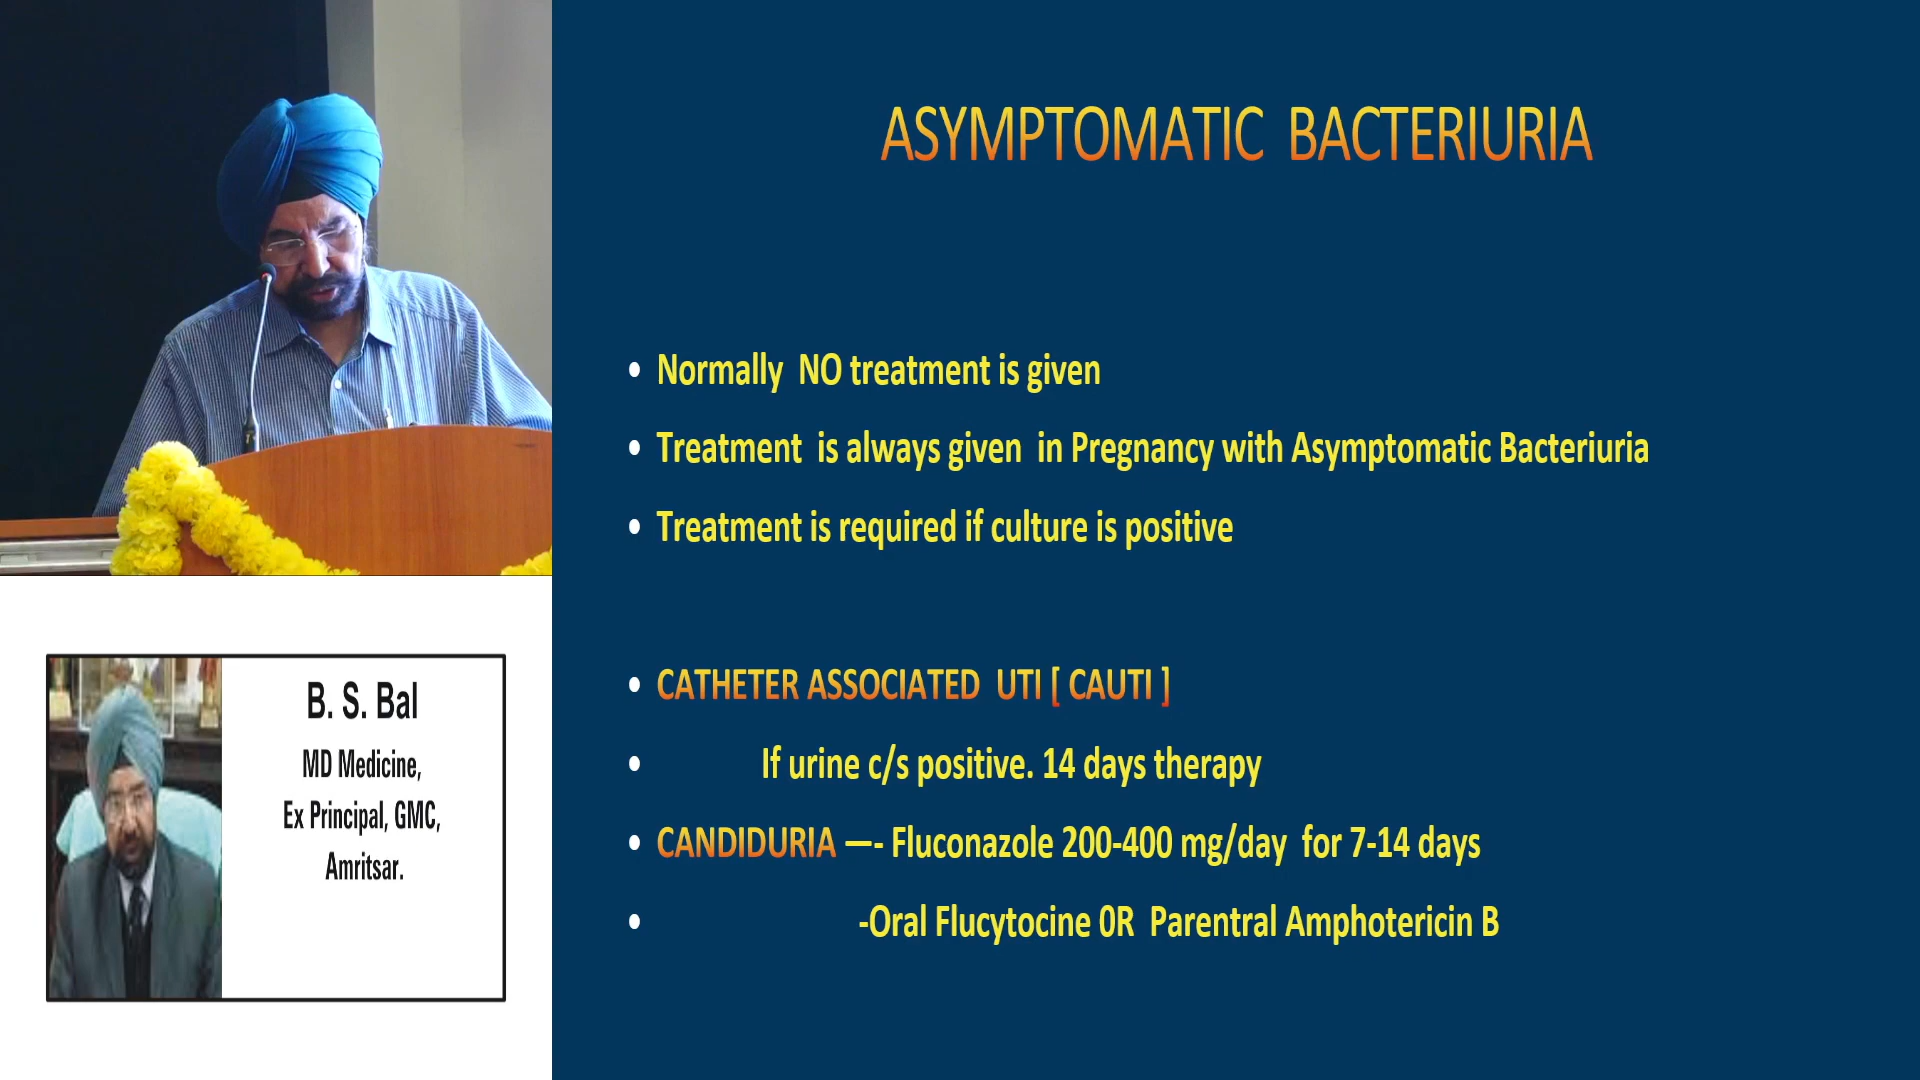 ASYMPTOMATIC BACTERIURIA
• Normally NO treatment is given
• Treatment is always given in Pregnancy with Asymptomatic Bacteriuria
• Treatment is required if culture is positive
• CATHETER ASSOCIATED UTI [ CAUTI ]
• If urine c/s positive. 14 days therapy
• CANDIDURIA —- Fluconazole 200-400 mg/day for 7-14 days
• -Oral Flucytocine 0R Parentral Amphotericin B
B. S. Bal
MD Medicine,
Ex Principal, GMC,
Amritsar.